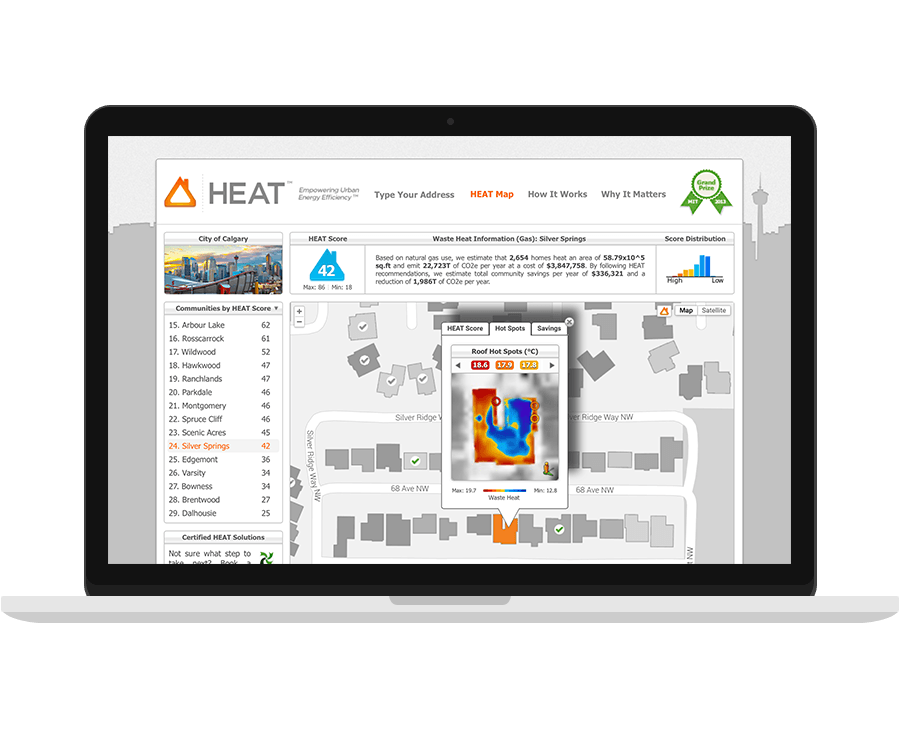 HEAT™
Empowering Urban
Energy Efficiency™
Type Your Address
HEAT Map
How It Works
Why It Matters
Grand
Prize
MIT 2013
City of Calgary
HEAT Score
42
Max: 86 Min: 18
Waste Heat Information (Gas): Silver Springs
Based on natural gas use, we estimate that 2,654 homes heat an area of 58.79x10^5
sq.ft and emit 22,723T of CO2e per year at a cost of $3,847,758. By following HEAT
recommendations, we estimate total community savings per year of $336,321 and a
reduction of 1,986T of CO2e per year.
Score Distribution
High Low
Communities by HEAT Score ▼
15. Arbour Lake 62
16. Rosscarrock 61
17. Wildwood 52
18. Hawkwood 47
19. Ranchlands 47
20. Parkdale 46
21. Montgomery 46
22. Spruce Cliff 46
23. Scenic Acres 45
24. Silver Springs 42
25. Edgemont 36
26. Varsity 34
27. Bowness 34
28. Brentwood 27
29. Dalhousie 25
Certified HEAT Solutions
Not sure what step to
take next? Book a
+
−
Map
Satellite
HEAT Score
Hot Spots
Savings
Roof Hot Spots (°C)
◀ 18.6 17.9 17.8 ▶
Max: 19.7
Min: 12.8
Waste Heat
Silver Ridge W
ge Way NW
Silver Ridge Way NW
68 Ave NW
68 Ave NW
NW